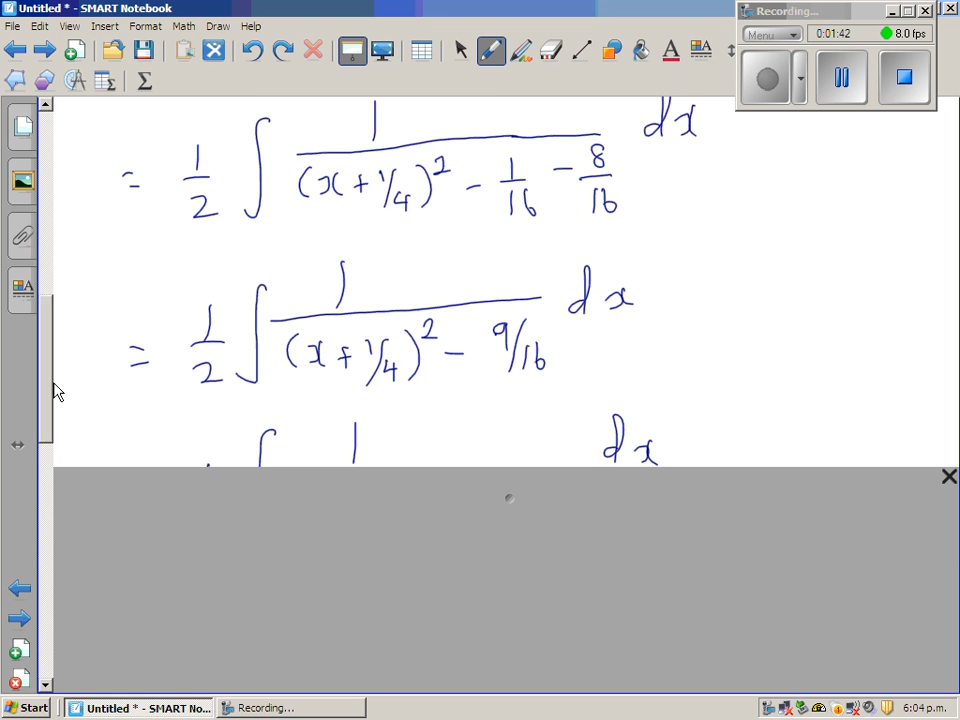 Untitled * - SMART Notebook
File Edit View Insert Format Math Draw Help
Recording...
Menu 0:01:42 8.0 fps
= 1/2 ∫ 1/((x + 1/4)² - 1/16 - 8/16) dx
= 1/2 ∫ 1/((x + 1/4)² - 9/16) dx
∫ 1 dx
Start Untitled * - SMART No... Recording... 6:04 p.m.